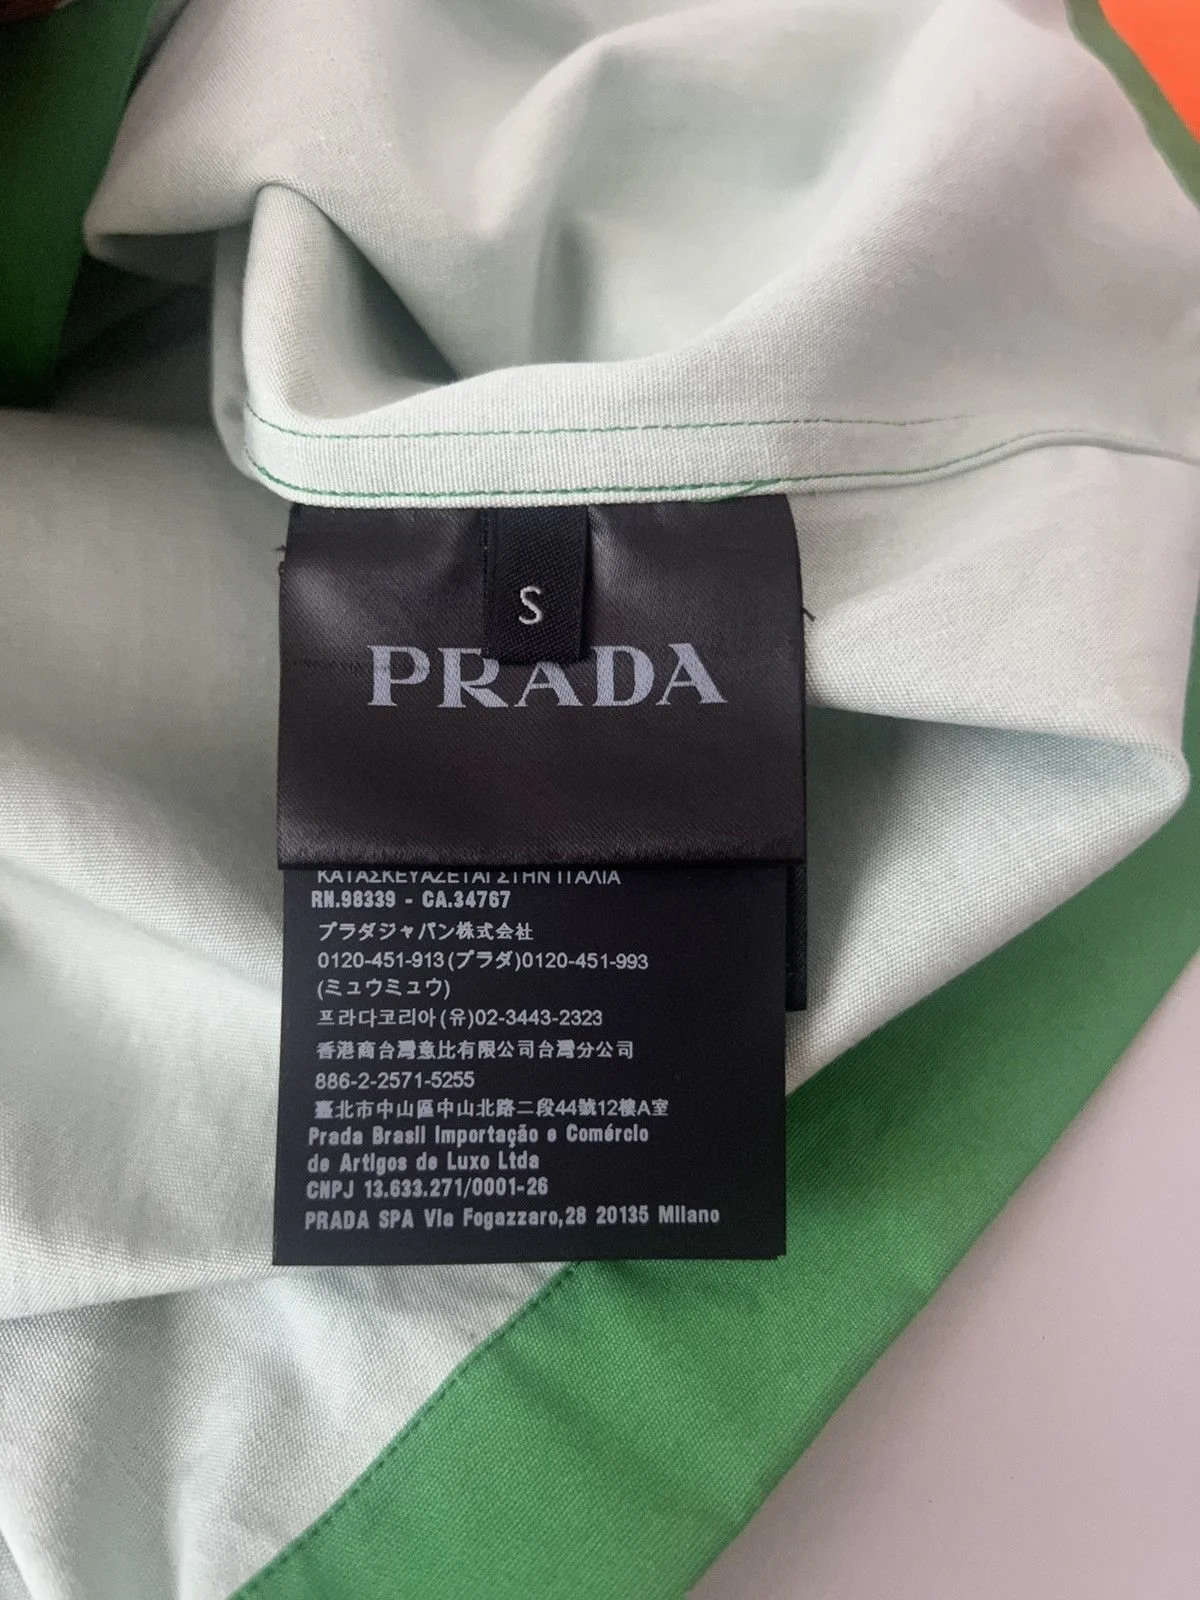 S
PRADA
ΚΑΤΑΣΚΕΥΑΖΕΤΑΙ ΣΤΗΝ ΙΤΑΛΙΑ
RN.98339 - CA.34767
プラダジャパン株式会社
0120-451-913(プラダ)0120-451-993
(ミュウミュウ)
프라다코리아(유)02-3443-2323
香港商台灣意比有限公司台灣分公司
886-2-2571-5255
臺北市中山區中山北路二段44號12樓A室
Prada Brasil Importação e Comércio
de Artigos de Luxo Ltda
CNPJ 13.633.271/0001-26
PRADA SPA Via Fogazzaro,28 20135 Milano